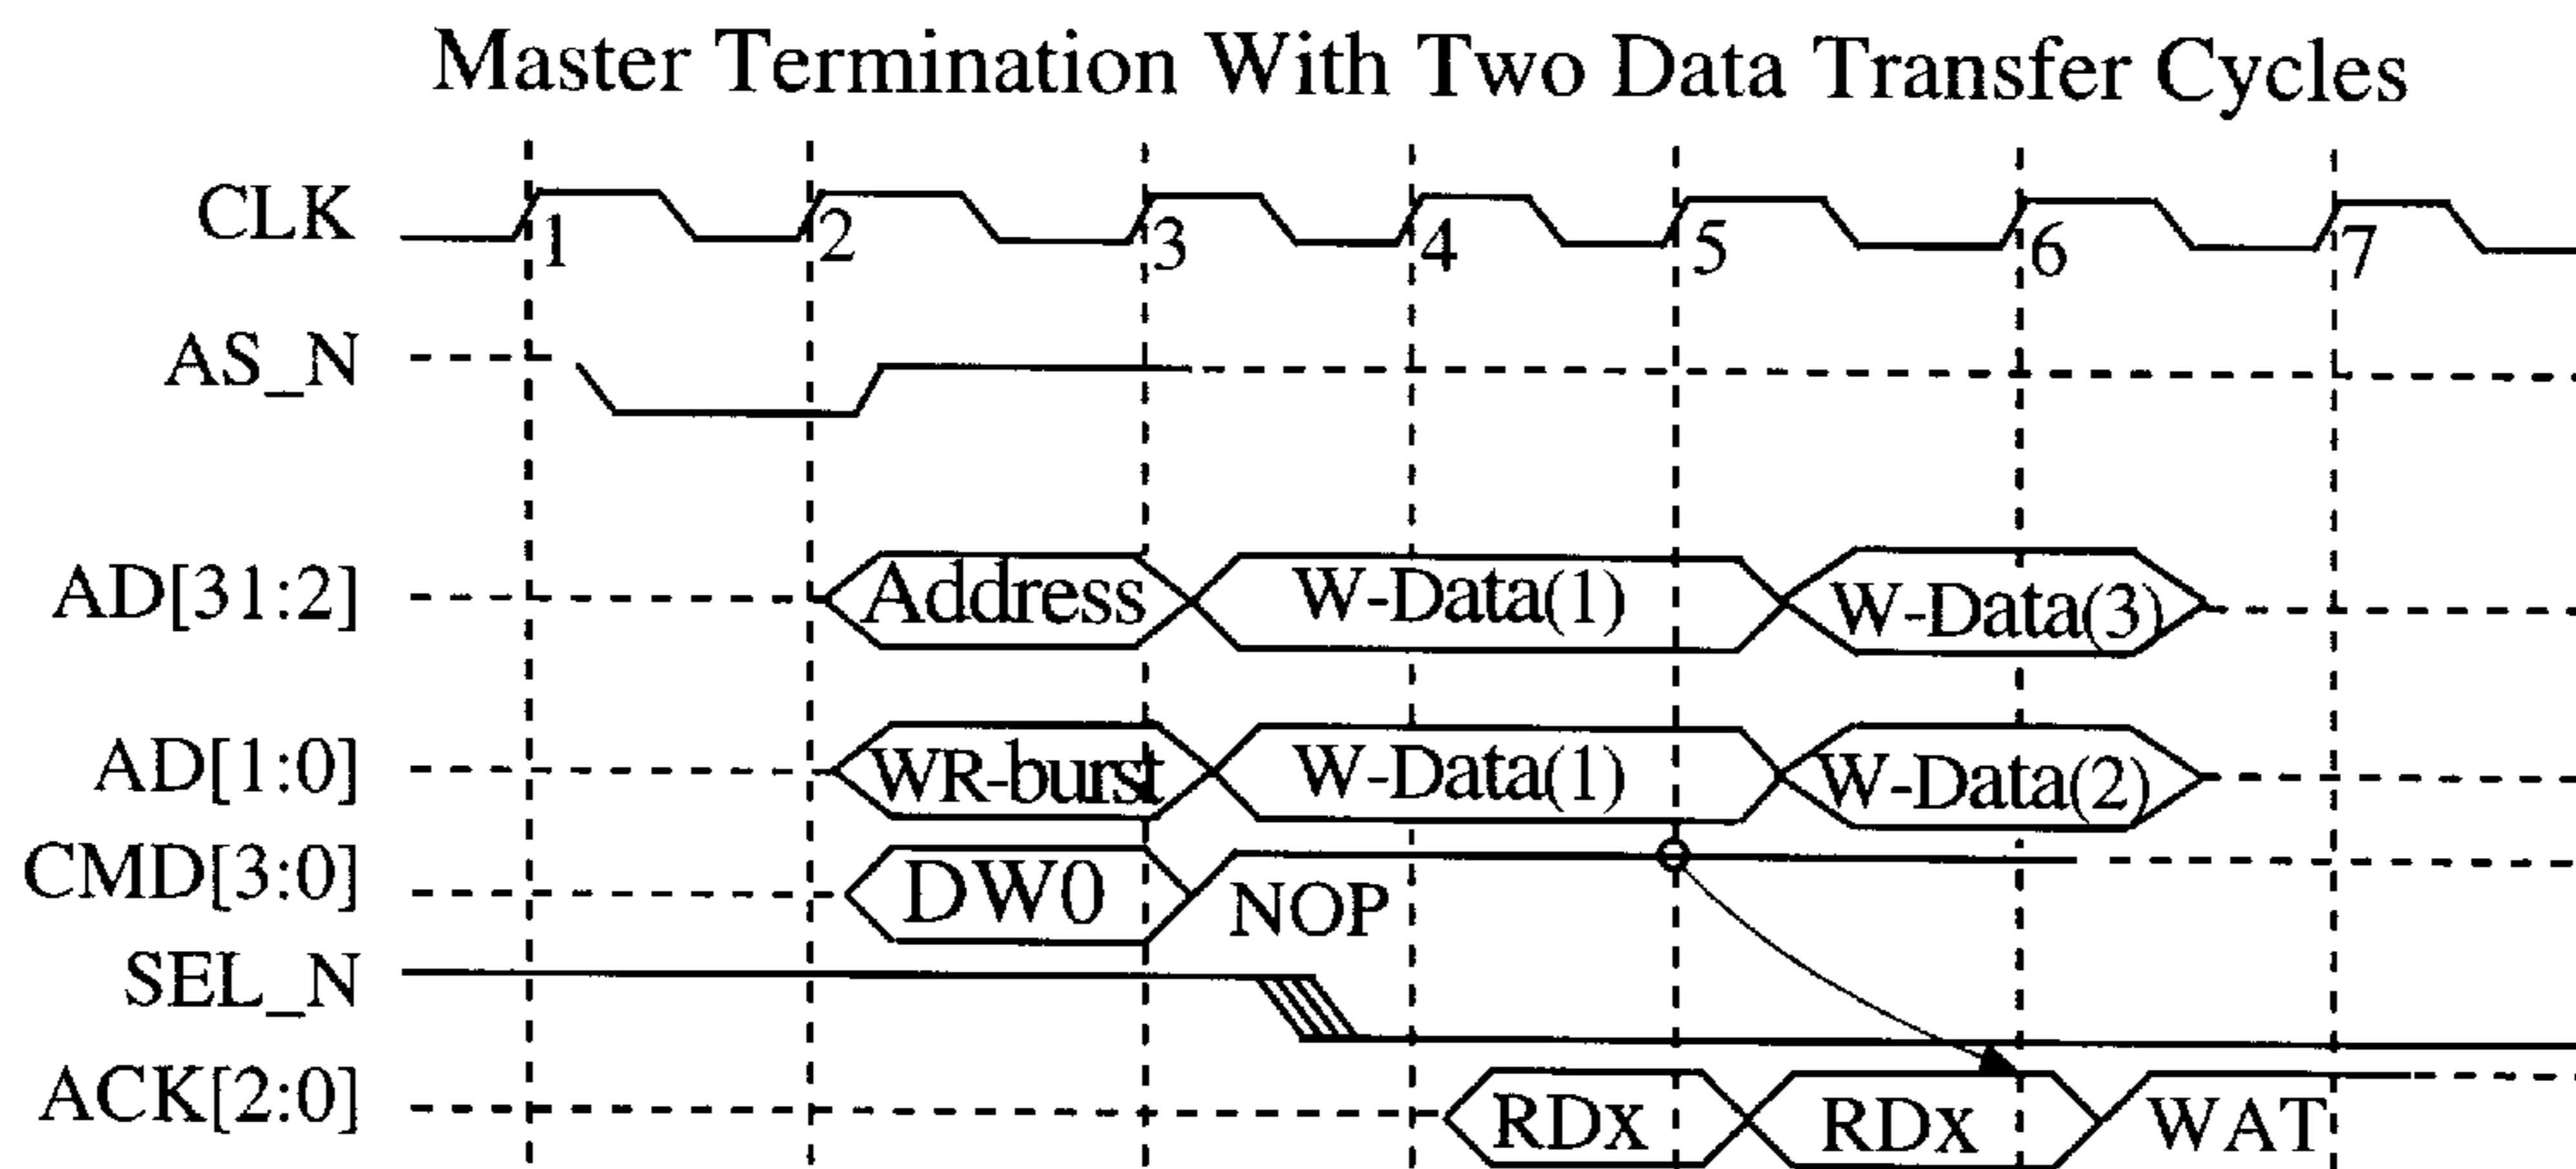 Master Termination With Two Data Transfer Cycles
CLK 1 2 3 4 5 6 7
AS_N
AD[31:2] Address W-Data(1) W-Data(3)
AD[1:0] WR-burst W-Data(1) W-Data(2)
CMD[3:0] DW0 NOP
SEL_N
ACK[2:0] RDx RDx WAT